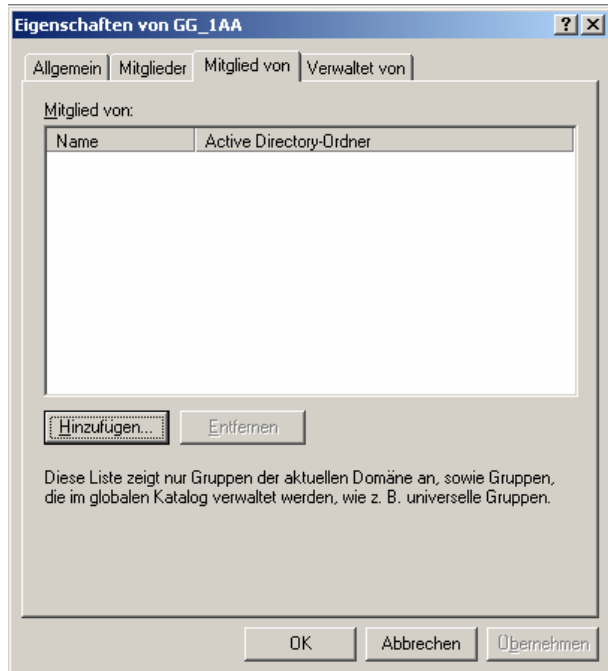 Eigenschaften von GG_1AA
Allgemein Mitglieder Mitglied von Verwaltet von
Mitglied von:
Name Active Directory-Ordner
Hinzufügen... Entfernen
Diese Liste zeigt nur Gruppen der aktuellen Domäne an, sowie Gruppen,
die im globalen Katalog verwaltet werden, wie z. B. universelle Gruppen.
OK Abbrechen Übernehmen